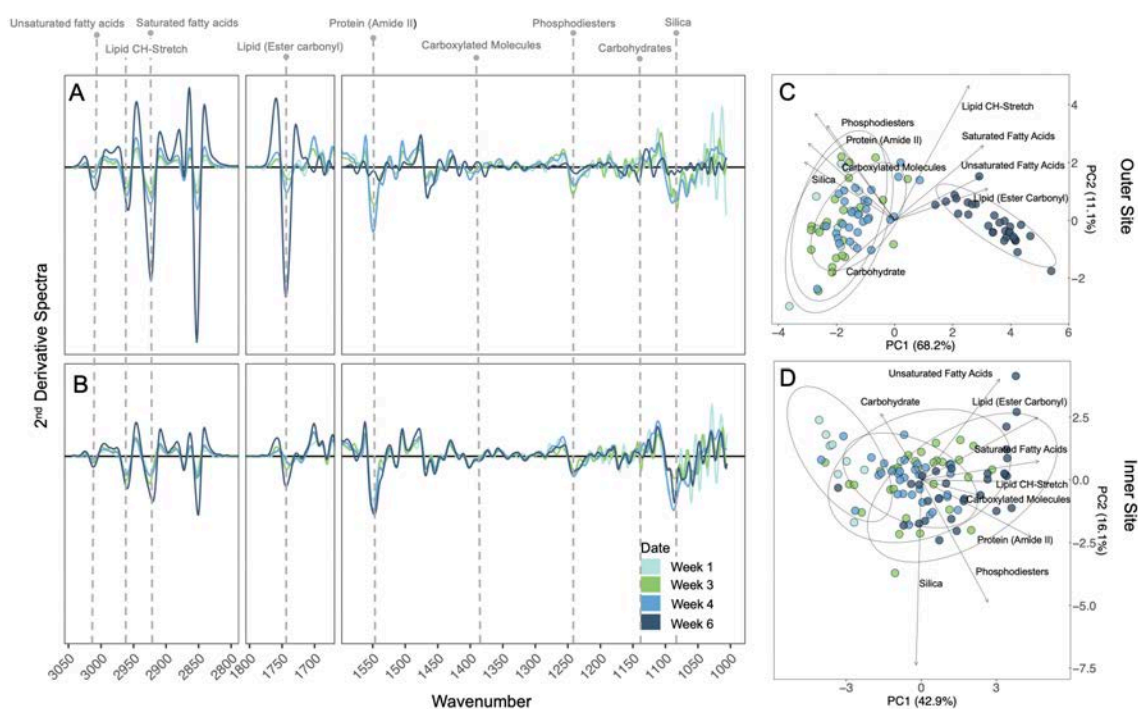 Unsaturated fatty acids
Saturated fatty acids
Protein (Amide II)
Phosphodiesters
Silica
Lipid CH-Stretch
Lipid (Ester carbonyl)
Carboxylated Molecules
Carbohydrates
A
B
2nd Derivative Spectra
3050 3000 2950 2900 2850 2800 1800 1750 1700 1550 1500 1450 1400 1350 1300 1250 1200 1150 1100 1050 1000
Wavenumber
Date
Week 1
Week 3
Week 4
Week 6
C
Lipid CH-Stretch
Phosphodiesters
Saturated Fatty Acids
Protein (Amide II)
Carboxylated Molecules
Unsaturated Fatty Acids
Silica
Lipid (Ester Carbonyl)
Carbohydrate
4
2
0
−2
PC2 (11.1%)
−4 −2 0 2 4 6
PC1 (68.2%)
Outer Site
D
Unsaturated Fatty Acids
Carbohydrate
Lipid (Ester Carbonyl)
Saturated Fatty Acids
Lipid CH-Stretch
Carboxylated Molecules
Protein (Amide II)
Phosphodiesters
Silica
2.5
0.0
−2.5
−5.0
−7.5
PC2 (16.1%)
−3 0 3
PC1 (42.9%)
Inner Site